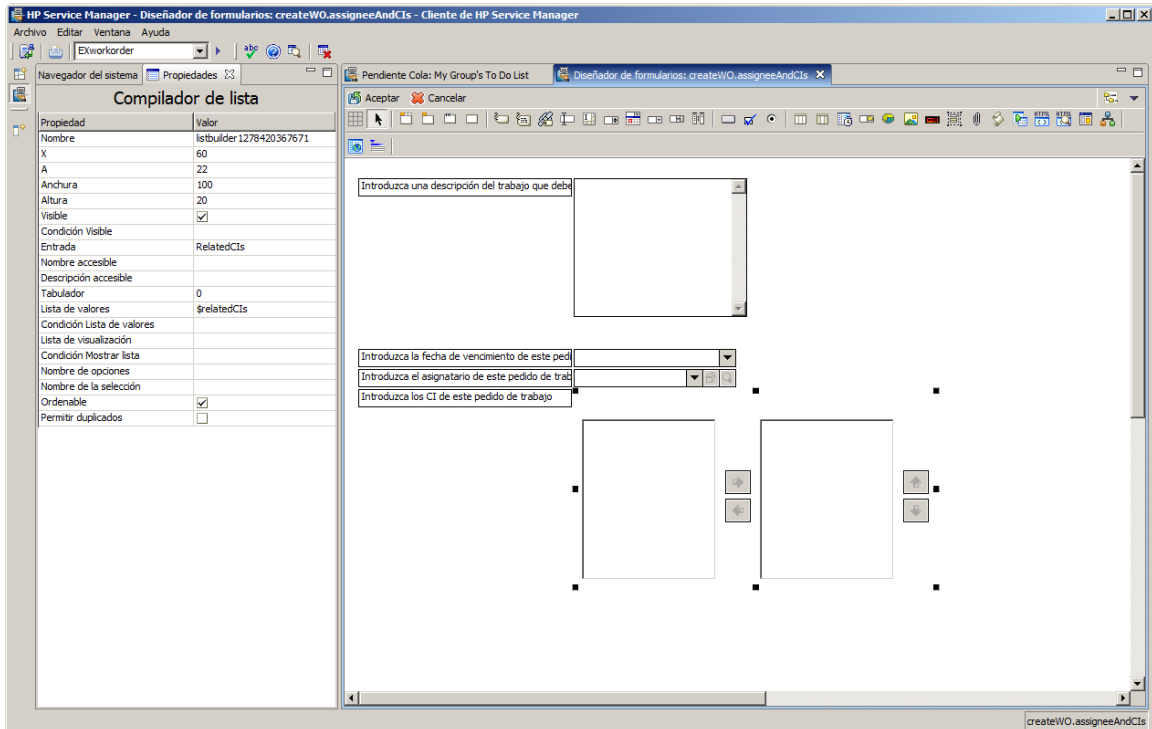 HP Service Manager - Diseñador de formularios: createWO.assigneeAndCIs - Cliente de HP Service Manager
Archivo Editar Ventana Ayuda
EXworkorder
abc
Navegador del sistema Propiedades
Pendiente Cola: My Group's To Do List Diseñador de formularios: createWO.assigneeAndCIs
Compilador de lista
Aceptar Cancelar
Propiedad Valor
Nombre listbuilder1278420367671
X 60
A 22
Anchura 100
Altura 20
Visible
Condición Visible
Entrada RelatedCIs
Nombre accesible
Descripción accesible
Tabulador 0
Lista de valores $relatedCIs
Condición Lista de valores
Lista de visualización
Condición Mostrar lista
Nombre de opciones
Nombre de la selección
Ordenable
Permitir duplicados
Introduzca una descripción del trabajo que debe
Introduzca la fecha de vencimiento de este pedi
Introduzca el asignatario de este pedido de trab
Introduzca los CI de este pedido de trabajo
createWO.assigneeAndCIs